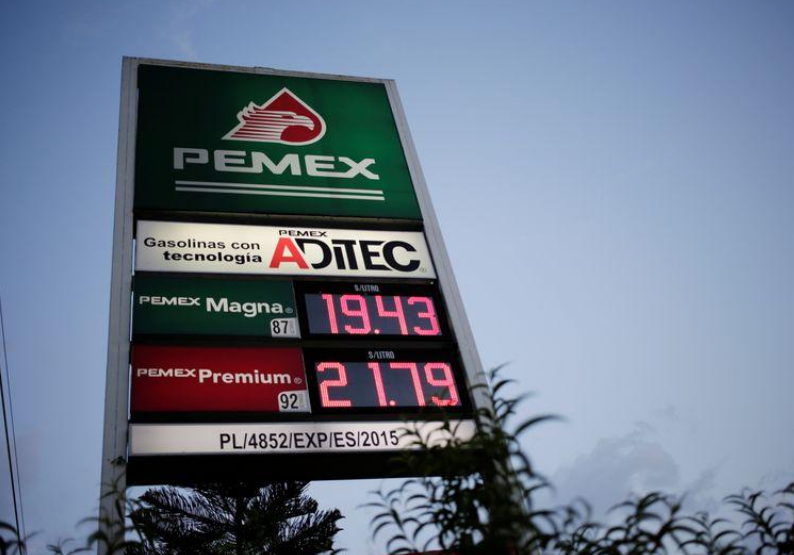 PEMEX
Gasolinas con
tecnología
PEMEX
ADITEC®
PEMEX Magna®
87
$/LITRO
19.43
PEMEX Premium®
92
$/LITRO
21.79
PL/4852/EXP/ES/2015